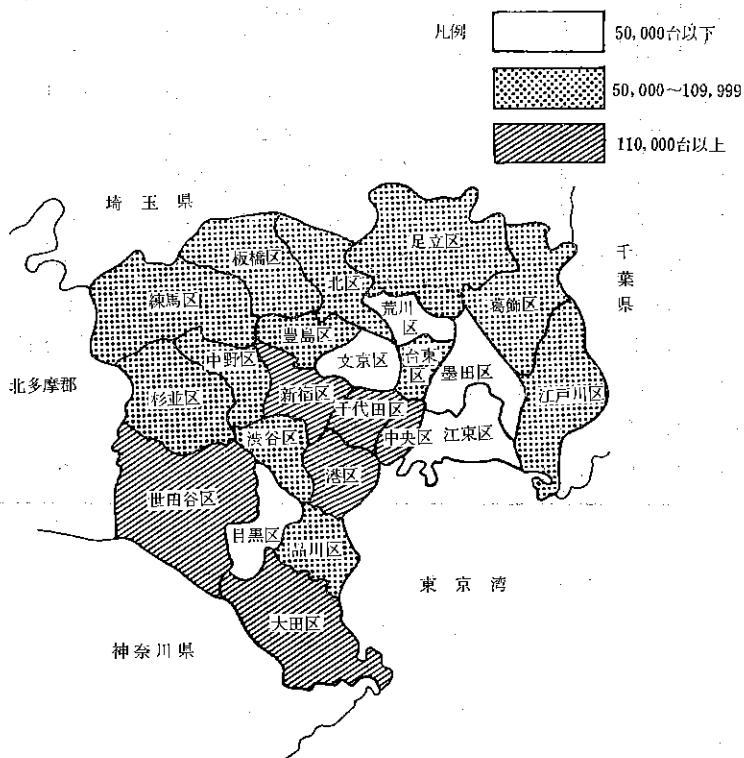 凡例
50,000台以下
50,000～109,999
110,000台以上
埼玉県
千葉県
足立区
板橋区
北区
葛飾区
練馬区
荒川区
豊島区
文京区
台東区
墨田区
中野区
北多摩郡
杉並区
新宿区
千代田区
江戸川区
渋谷区
中央区
江東区
港区
世田谷区
目黒区
品川区
東京湾
大田区
神奈川県